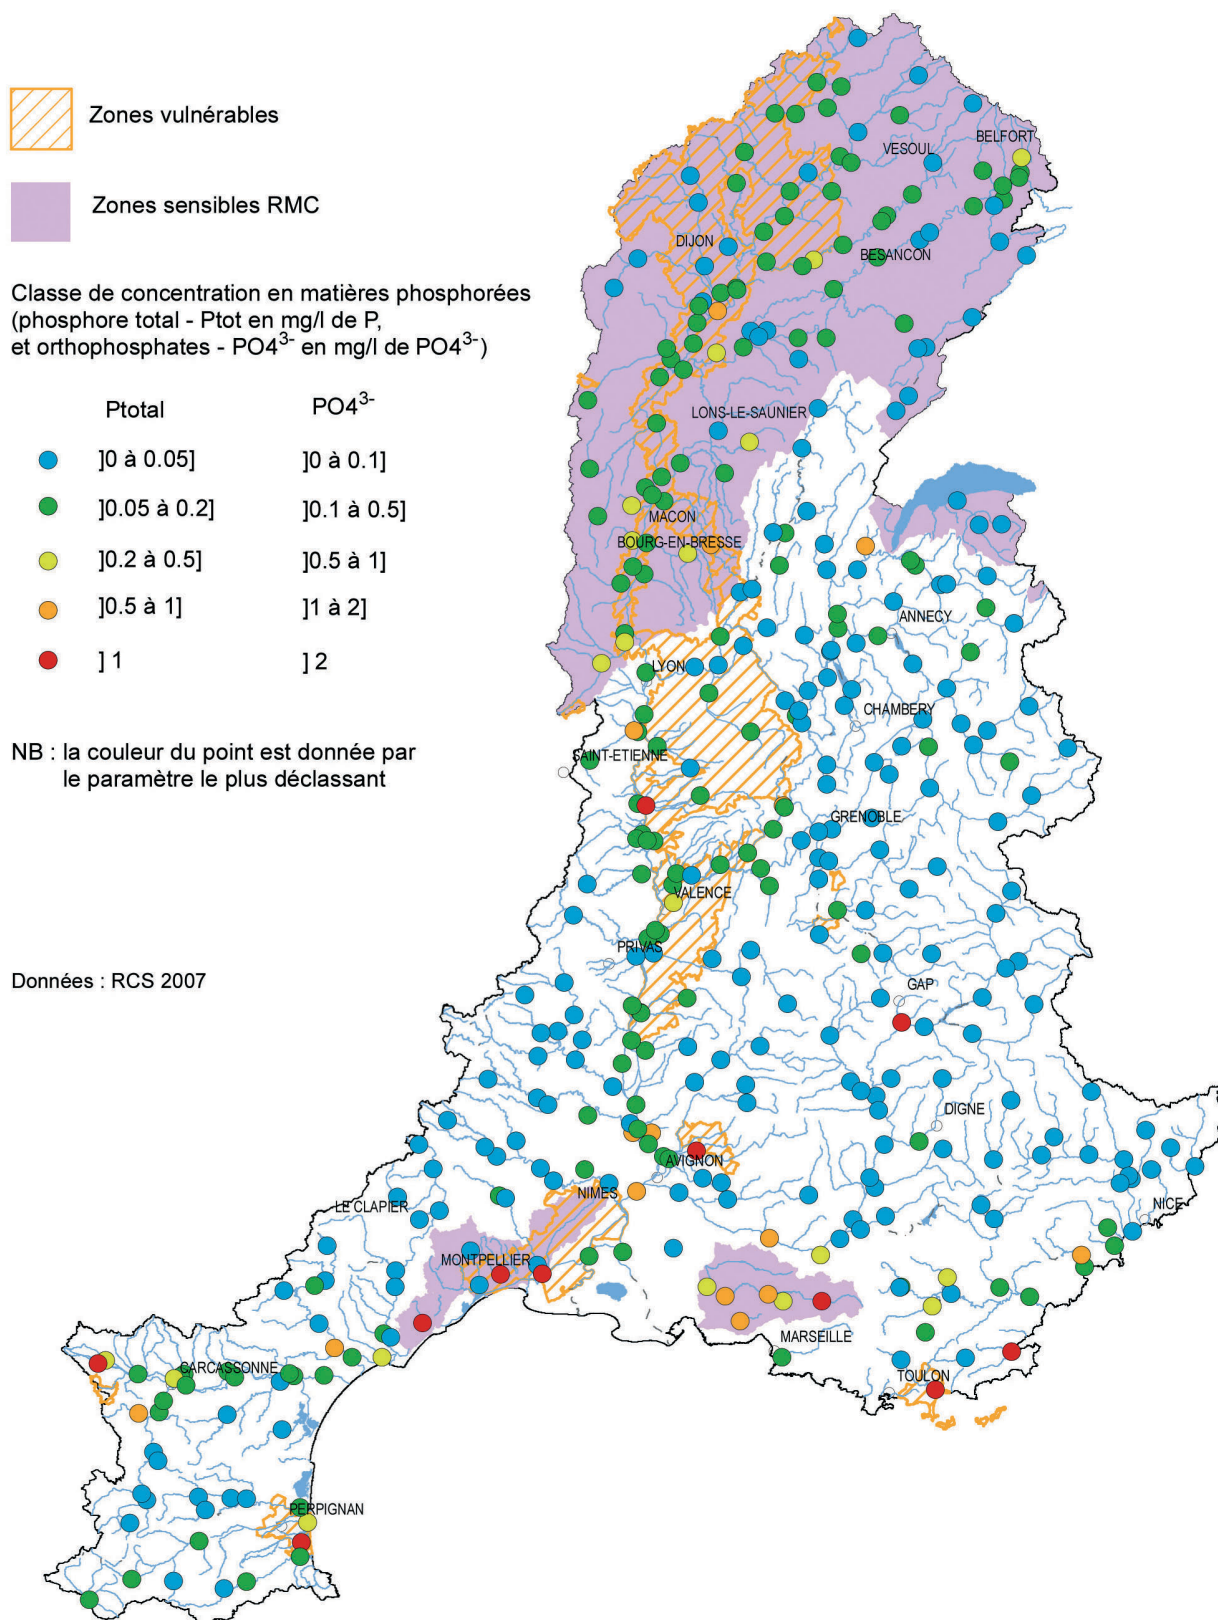 Zones vulnérables
Zones sensibles RMC
Classe de concentration en matières phosphorées
(phosphore total - Ptot en mg/l de P,
et orthophosphates - PO4³⁻ en mg/l de PO4³⁻)
Ptotal PO4³⁻
]0 à 0.05] ]0 à 0.1]
]0.05 à 0.2] ]0.1 à 0.5]
]0.2 à 0.5] ]0.5 à 1]
]0.5 à 1] ]1 à 2]
] 1 ] 2
NB : la couleur du point est donnée par
le paramètre le plus déclassant
Données : RCS 2007
BELFORT
VESOUL
DIJON
BESANCON
LONS-LE-SAUNIER
MACON
BOURG-EN-BRESSE
ANNECY
LYON
CHAMBERY
SAINT-ETIENNE
GRENOBLE
VALENCE
PRIVAS
GAP
DIGNE
AVIGNON
NIMES
LE CLAPIER
NICE
MONTPELLIER
MARSEILLE
CARCASSONNE
TOULON
PERPIGNAN